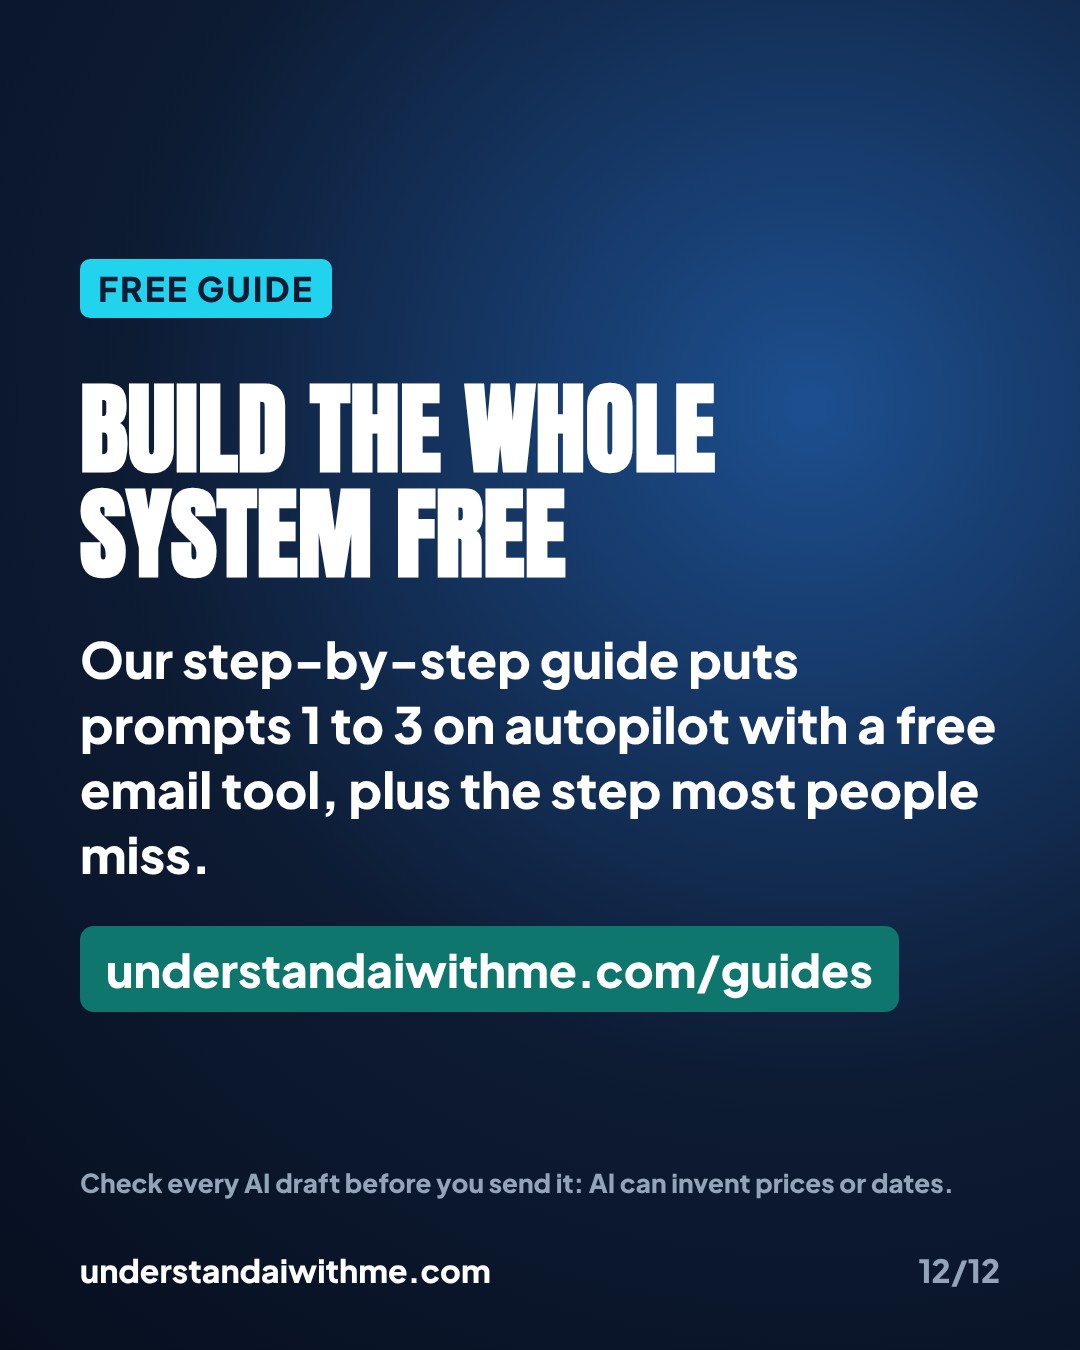 FREE GUIDE
BUILD THE WHOLE
SYSTEM FREE
Our step-by-step guide puts
prompts 1 to 3 on autopilot with a free
email tool, plus the step most people
miss.
understandaiwithme.com/guides
Check every AI draft before you send it: AI can invent prices or dates.
understandaiwithme.com
12/12